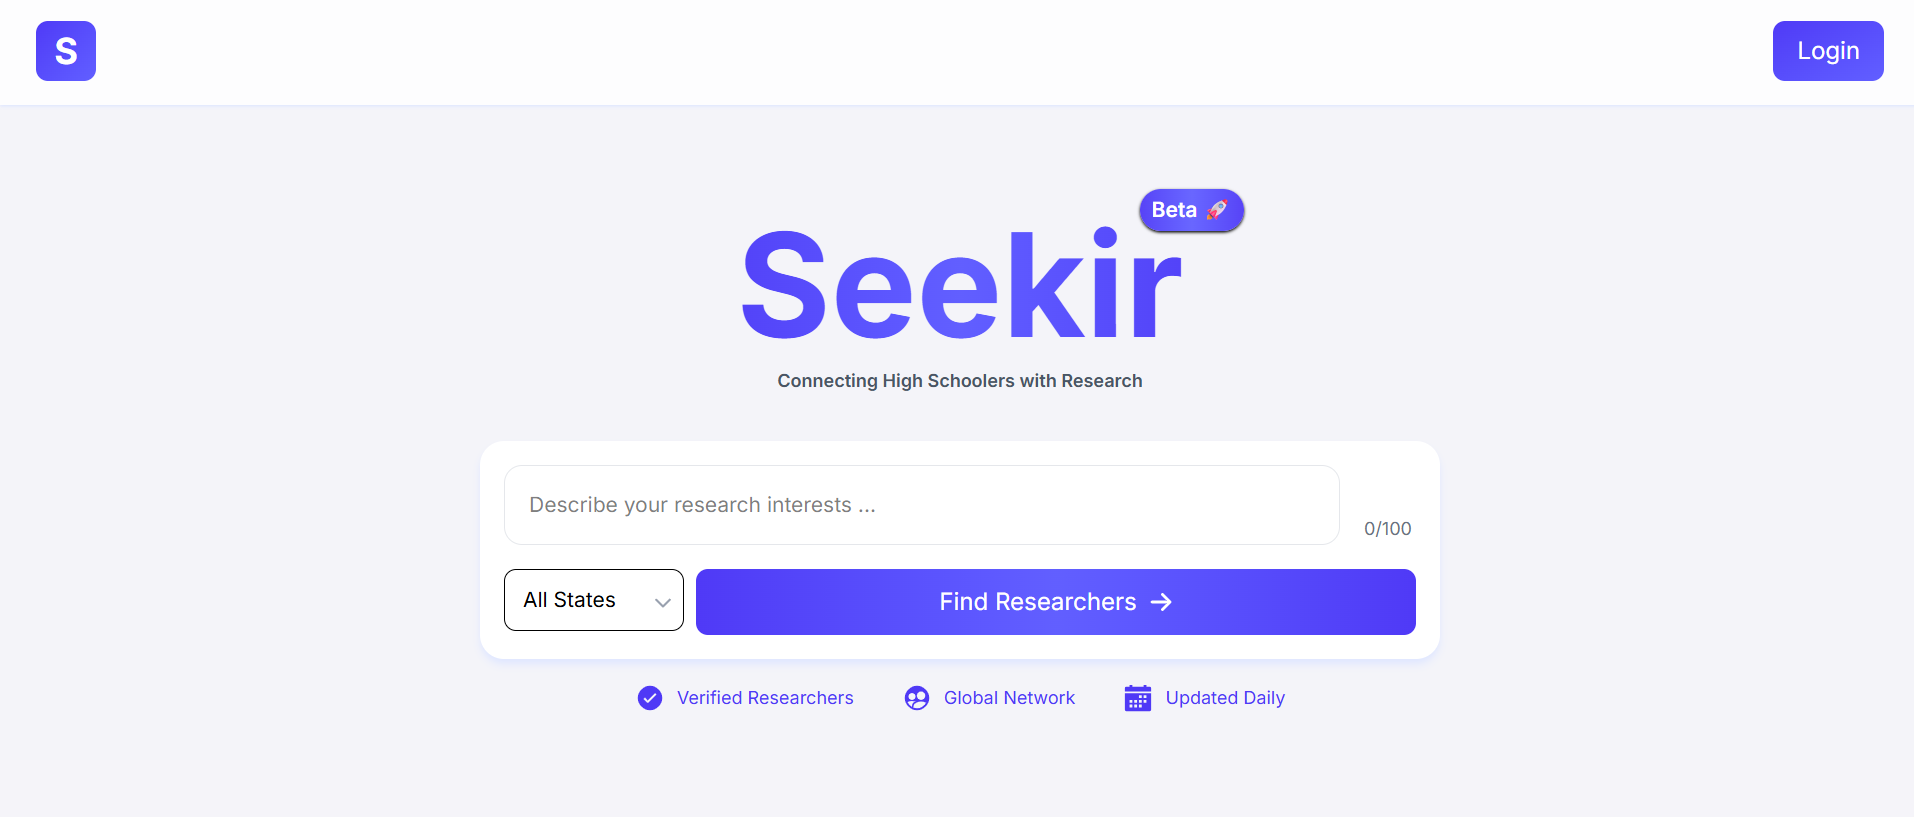 S
Login
Beta 🚀
Seekir
Connecting High Schoolers with Research
Describe your research interests ...
0/100
All States
Find Researchers →
Verified Researchers
Global Network
Updated Daily